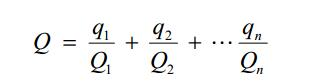 Q = q₁/Q₁ + q₂/Q₂ + ⋯ qₙ/Qₙ